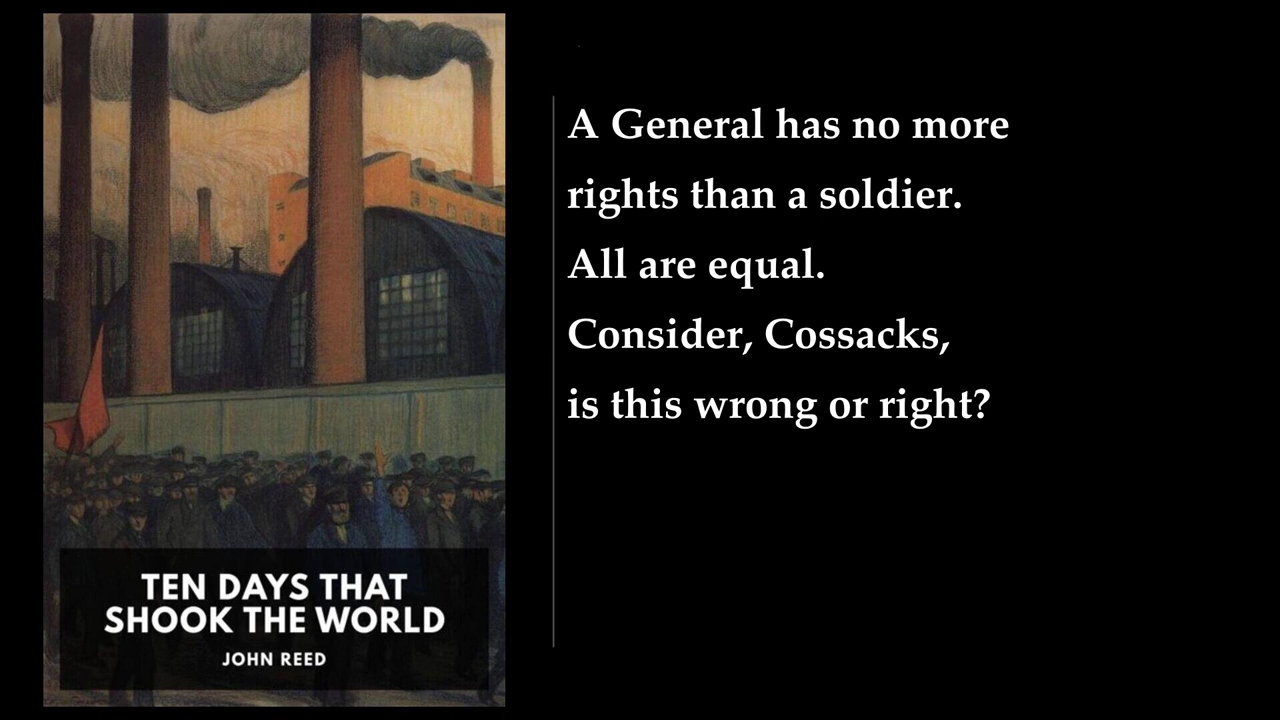 TEN DAYS THAT
SHOOK THE WORLD
JOHN REED
A General has no more
rights than a soldier.
All are equal.
Consider, Cossacks,
is this wrong or right?